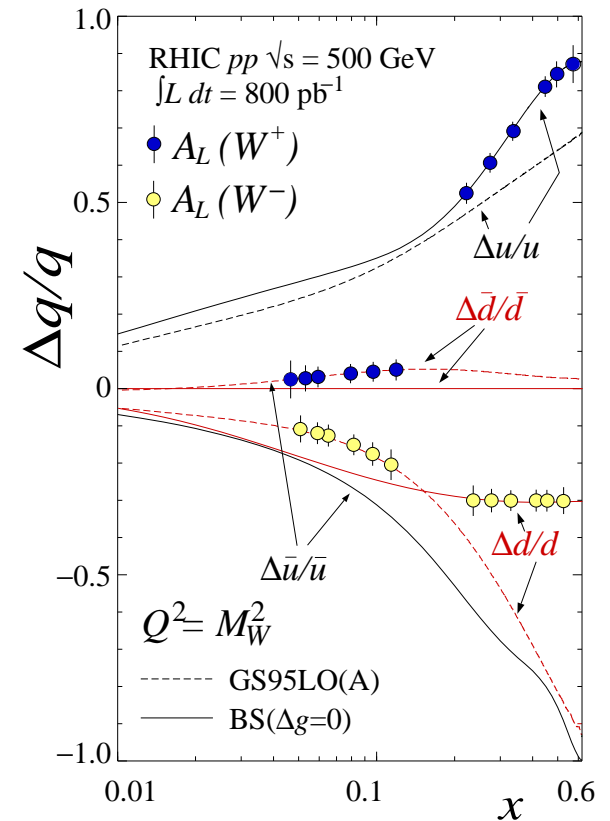 1.0
RHIC pp √s = 500 GeV
∫L dt = 800 pb⁻¹
A_L (W⁺)
A_L (W⁻)
0.5
Δu/u
Δq/q
Δd̄/d̄
0
Δd/d
Δū/ū
−0.5
Q² = M_W²
GS95LO(A)
BS(Δg=0)
−1.0
0.01
0.1
0.6
x